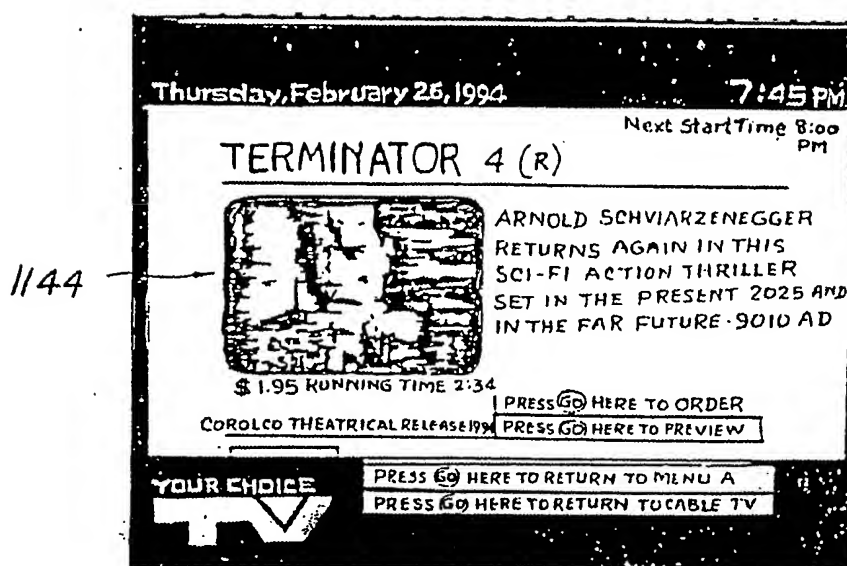 Thursday, February 26, 1994 7:45 PM
Next Start Time 8:00
PM
TERMINATOR 4 (R)
ARNOLD SCHVIARZENEGGER
RETURNS AGAIN IN THIS
SCI-FI ACTION THRILLER
SET IN THE PRESENT 2025 AND
IN THE FAR FUTURE-9010 AD
1144
$1.95 RUNNING TIME 2:34
PRESS GO HERE TO ORDER
COROLCO THEATRICAL RELEASE 1994
PRESS GO HERE TO PREVIEW
YOUR CHOICE
TV
PRESS GO HERE TO RETURN TO MENU A
PRESS GO HERE TO RETURN TO CABLE TV